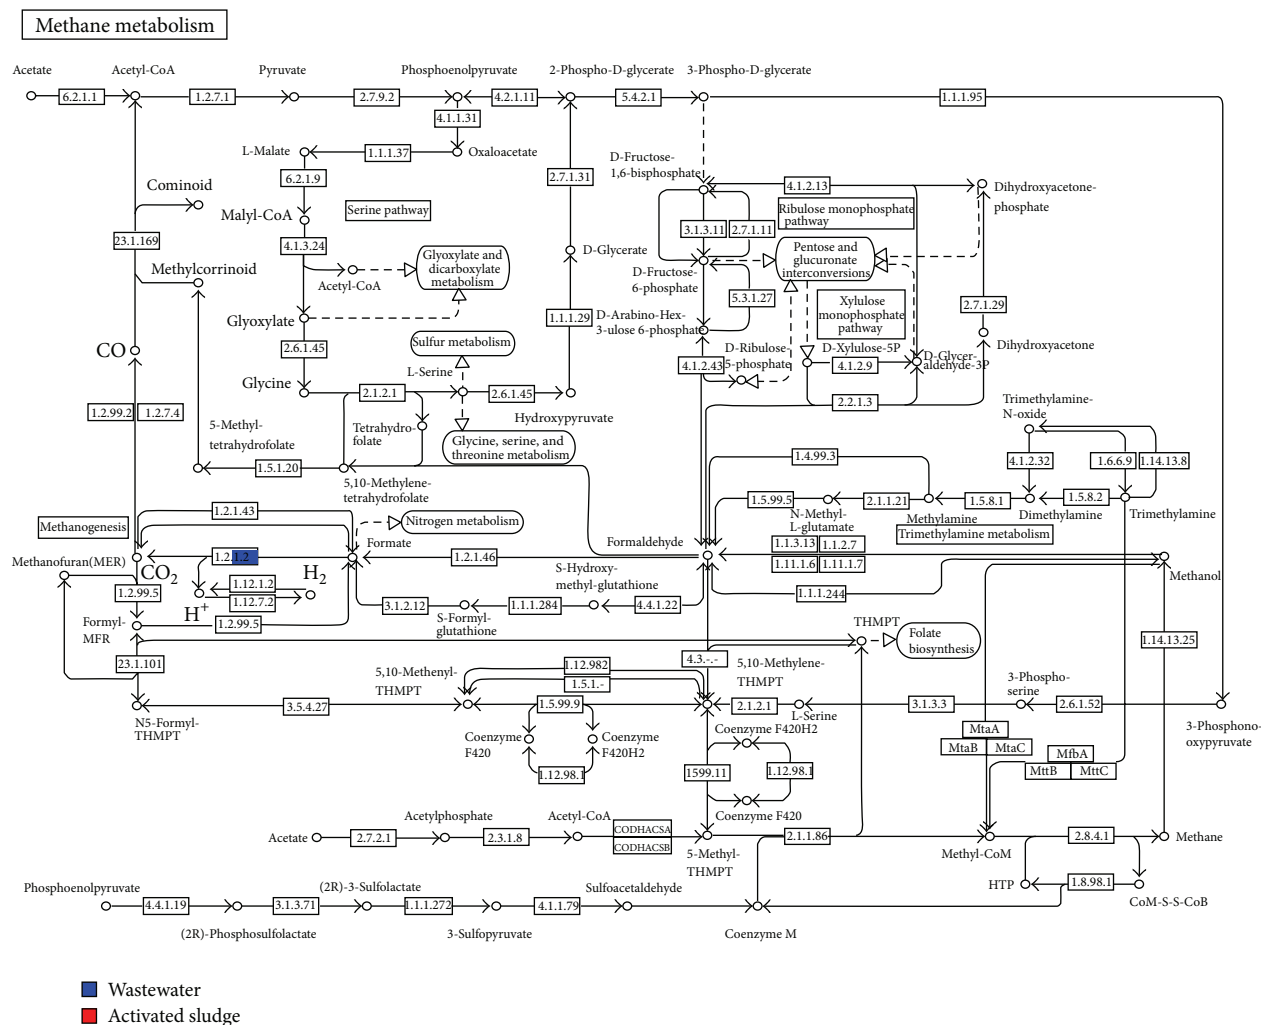 Methane metabolism
Acetate
Acetyl-CoA
Pyruvate
Phosphoenolpyruvate
2-Phospho-D-glycerate
3-Phospho-D-glycerate
6.2.1.1
1.2.7.1
2.7.9.2
4.2.1.11
5.4.2.1
1.1.1.95
4.1.1.31
L-Malate
1.1.1.37
Oxaloacetate
D-Fructose-
1,6-bisphosphate
6.2.1.9
2.7.1.31
4.1.2.13
Dihydroxyacetone-
phosphate
Cominoid
Malyl-CoA
Serine pathway
Ribulose monophosphate
pathway
23.1.169
4.1.3.24
3.1.3.11
2.7.1.11
Glyoxylate and
dicarboxylate
metabolism
D-Glycerate
Pentose and
glucuronate
interconversions
Methylcorrinoid
Acetyl-CoA
D-Fructose-
6-phosphate
5.3.1.27
Xylulose
monophosphate
pathway
2.7.1.29
Glyoxylate
1.1.1.29
D-Arabino-Hex-
3-ulose 6-phosphate
CO
2.6.1.45
Sulfur metabolism
D-Ribulose-
5-phosphate
D-Xylulose-5P
Dihydroxyacetone
4.1.2.43
4.1.2.9
D-Glycer-
aldehyde-3P
Glycine
L-Serine
2.1.2.1
2.6.1.45
Hydroxypyruvate
2.2.1.3
Trimethylamine-
N-oxide
1.2.99.2
1.2.7.4
5-Methyl-
tetrahydrofolate
Tetrahydro-
folate
Glycine, serine, and
threonine metabolism
1.5.1.20
5,10-Methylene-
tetrahydrofolate
1.4.99.3
4.1.2.32
1.6.6.9
1.14.13.8
1.5.99.5
2.1.1.21
1.5.8.1
1.5.8.2
N-Methyl-
L-glutamate
Methylamine
Dimethylamine
Trimethylamine
Trimethylamine metabolism
Methanogenesis
1.2.1.43
Nitrogen metabolism
Formate
Formaldehyde
1.1.3.13
1.1.2.7
1.11.1.6
1.11.1.7
Methanofuran(MER)
CO2
1.2.1.2
1.2.1.46
Methanol
1.2.99.5
1.12.1.2
1.12.7.2
H2
H+
S-Hydroxy-
methyl-glutathione
1.1.1.244
3.1.2.12
1.1.1.284
4.4.1.22
S-Formyl-
glutathione
Formyl-
MFR
1.2.99.5
THMPT
Folate
biosynthesis
1.14.13.25
23.1.101
5,10-Methenyl-
THMPT
1.12.982
1.5.1.-
4.3.-.-
5,10-Methylene-
THMPT
3-Phospho-
serine
N5-Formyl-
THMPT
3.5.4.27
1.5.99.9
2.1.2.1
L-Serine
3.1.3.3
2.6.1.52
3-Phosphono-
oxypyruvate
Coenzyme
F420
Coenzyme
F420H2
Coenzyme F420H2
1.12.98.1
1599.11
1.12.98.1
Coenzyme F420
MtaA
MtaB
MtaC
MfbA
MttB
MttC
Acetate
2.7.2.1
Acetylphosphate
2.3.1.8
Acetyl-CoA
CODHACSA
CODHACSB
5-Methyl-
THMPT
2.1.1.86
Methyl-CoM
2.8.4.1
Methane
HTP
1.8.98.1
CoM-S-S-CoB
Phosphoenolpyruvate
4.4.1.19
(2R)-Phosphosulfolactate
3.1.3.71
(2R)-3-Sulfolactate
1.1.1.272
3-Sulfopyruvate
4.1.1.79
Sulfoacetaldehyde
Coenzyme M
Wastewater
Activated sludge